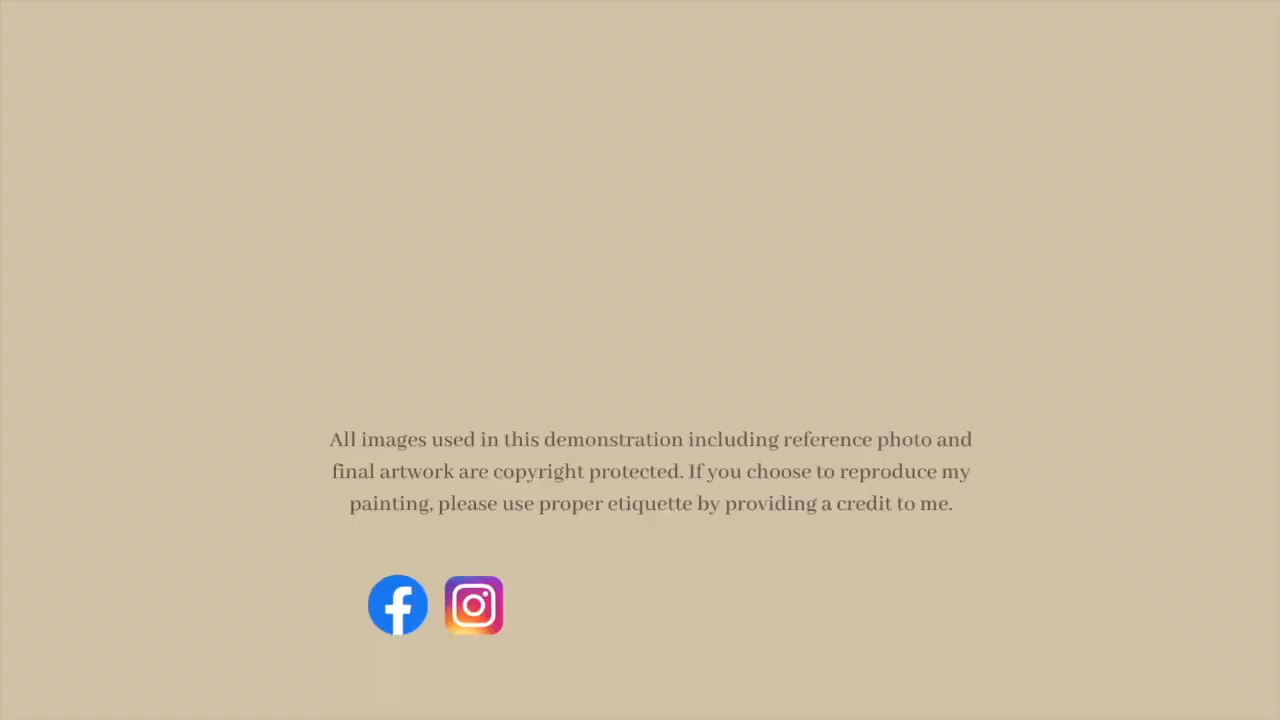 All images used in this demonstration including reference photo and
final artwork are copyright protected. If you choose to reproduce my
painting, please use proper etiquette by providing a credit to me.